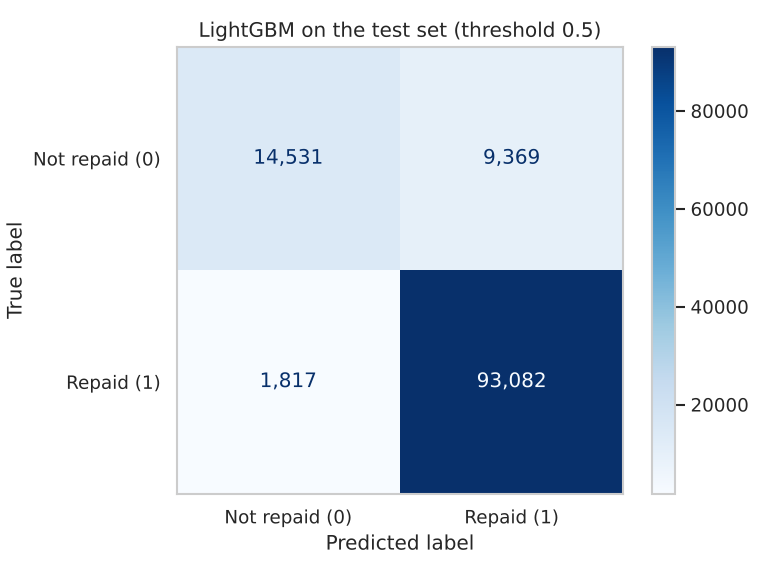 LightGBM on the test set (threshold 0.5)
Not repaid (0)
14,531
9,369
Repaid (1)
1,817
93,082
True label
Not repaid (0)
Repaid (1)
Predicted label
80000
60000
40000
20000